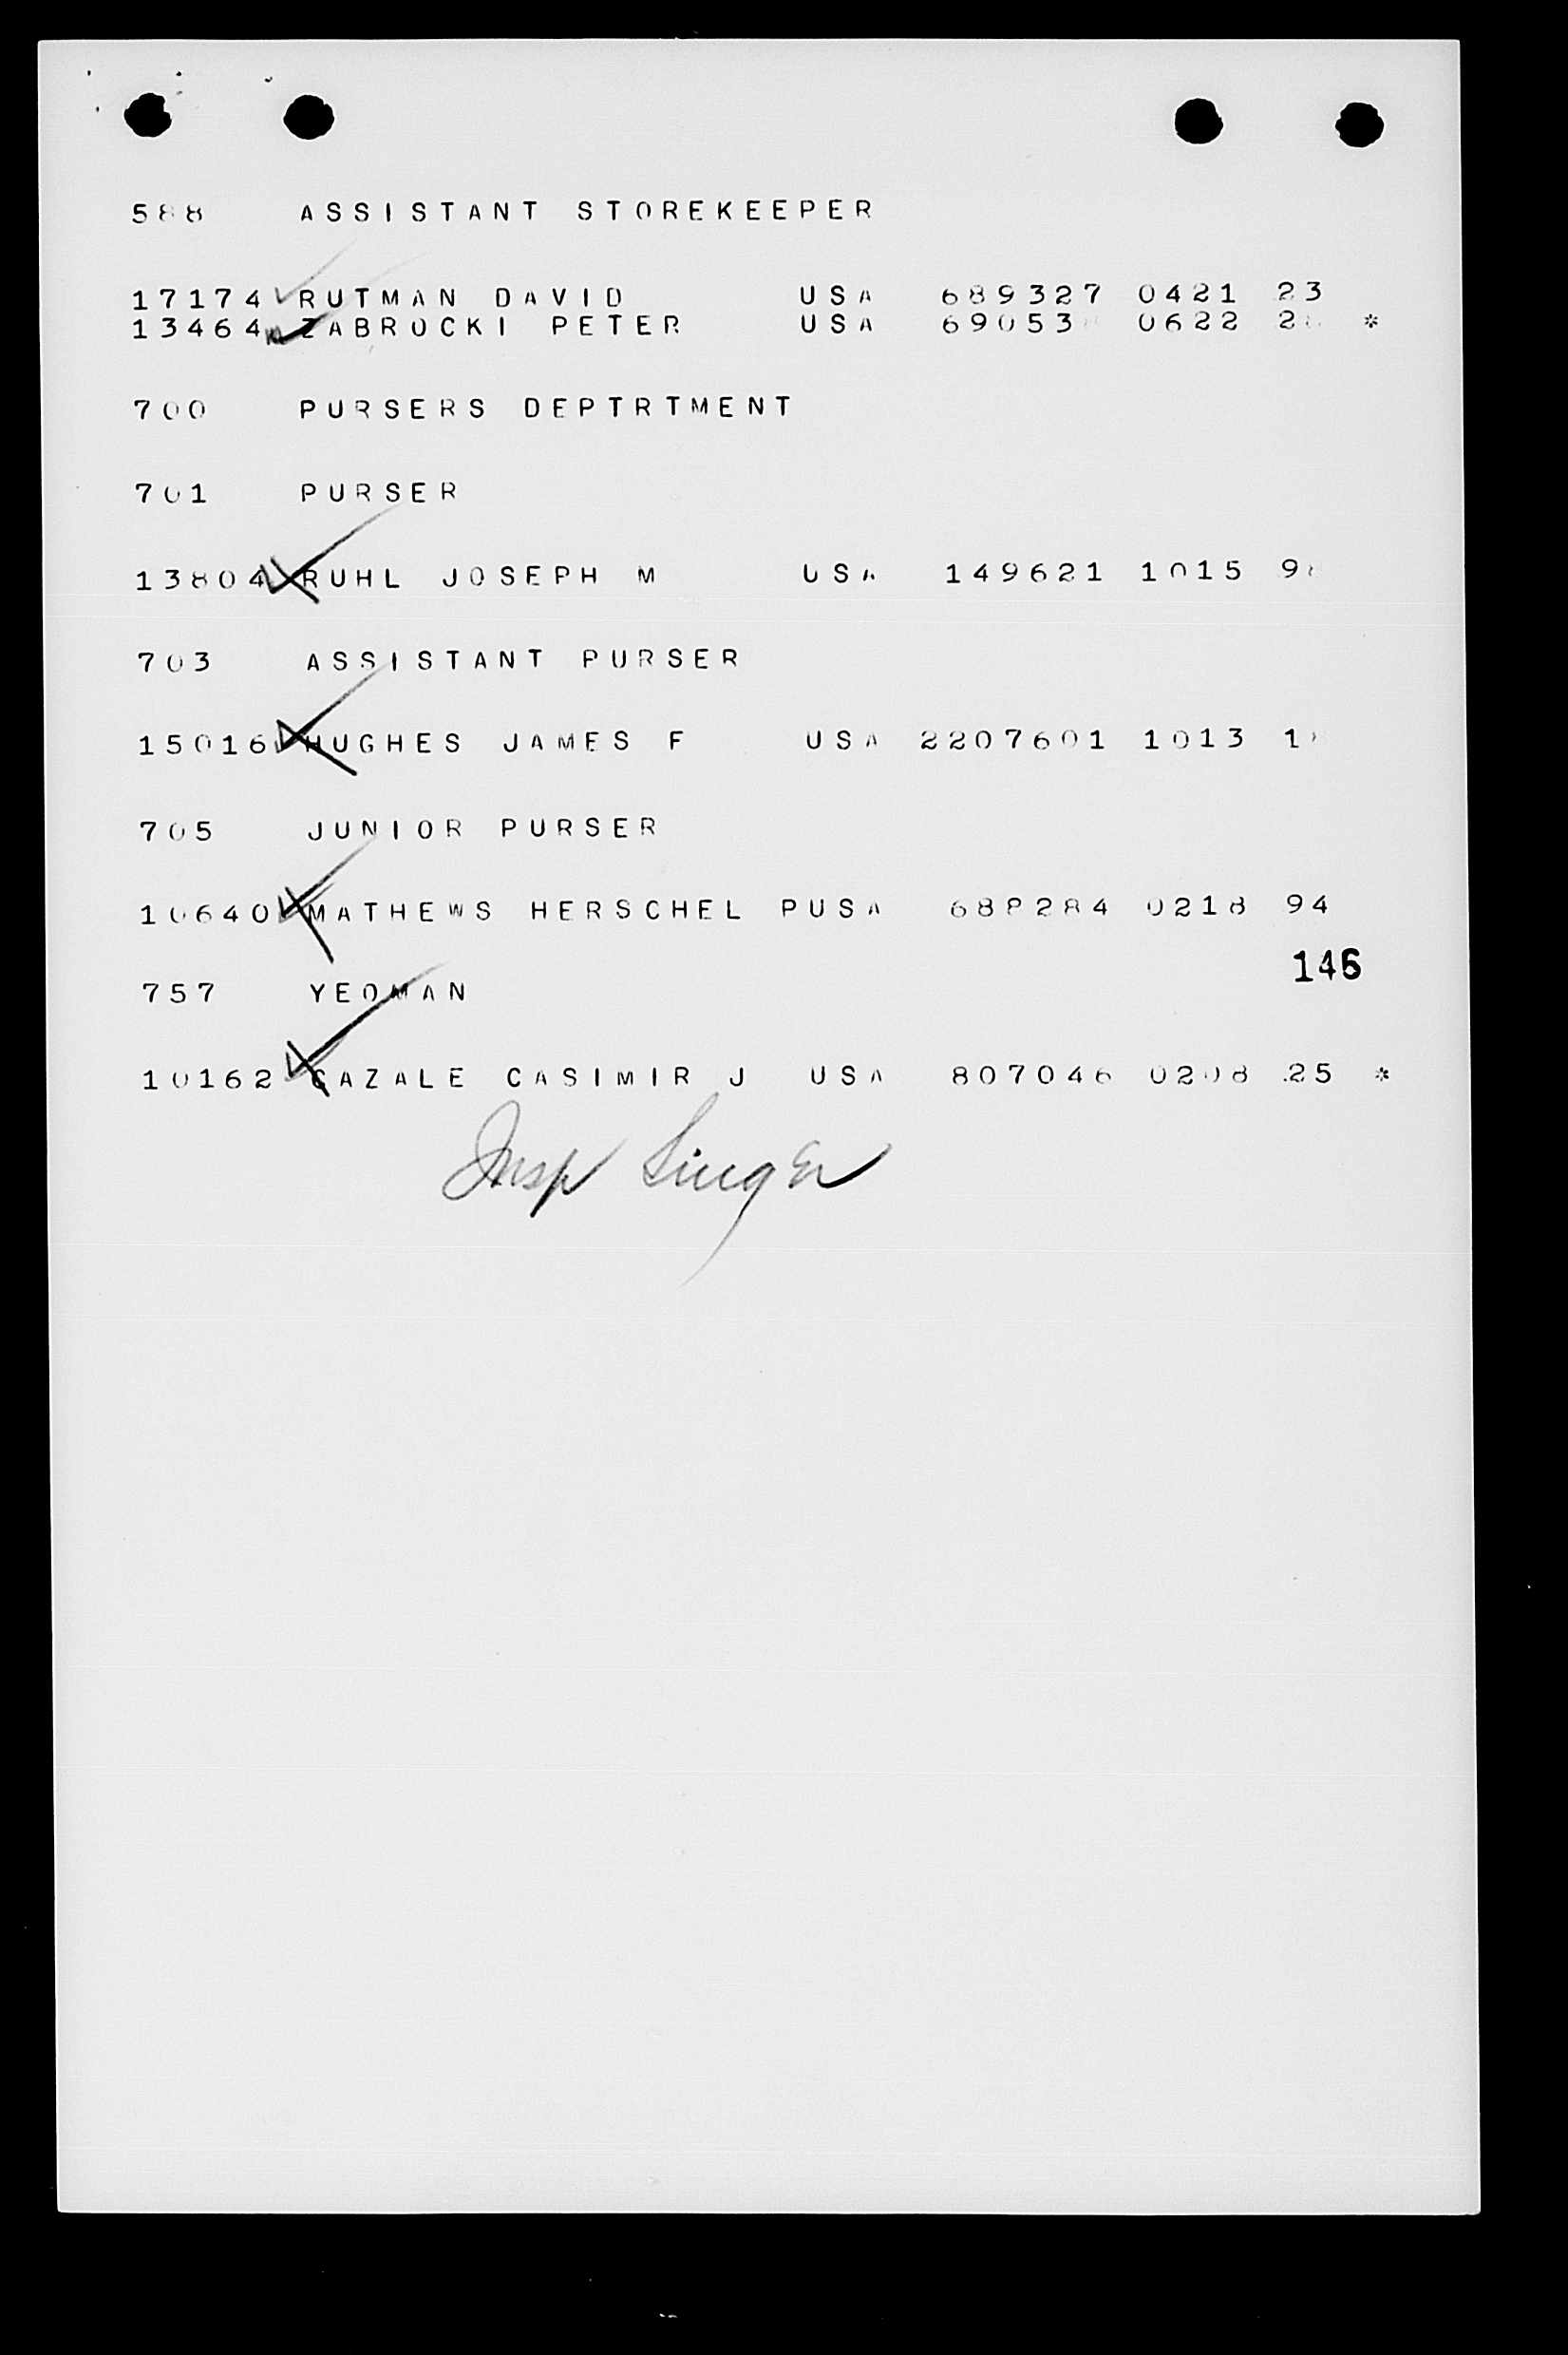 588 ASSISTANT STOREKEEPER
17174 RUTMAN DAVID USA 689327 0421 23
13464 ZABROCKI PETER USA 0622 *
700 PURSERS DEPTRTMENT
701 PURSER
13804 RUHL JOSEPH M USA 149621 1015
703 ASSISTANT PURSER
15016 HUGHES JAMES F USA 2207601 1013
705 JUNIOR PURSER
10640 MATHEWS HERSCHEL PUSA 688284 0218 94
146
757 YEOMAN
10162 CAZALE CASIMIR J USA 807046 0208 25 *
Insp Singer